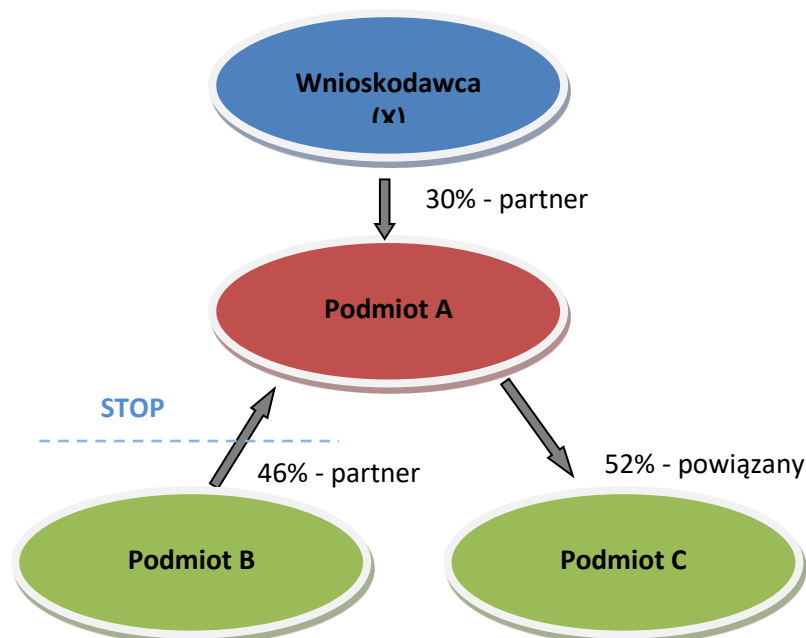 Wnioskodawca
(X)
30% - partner
Podmiot A
STOP
46% - partner
52% - powiązany
Podmiot B
Podmiot C